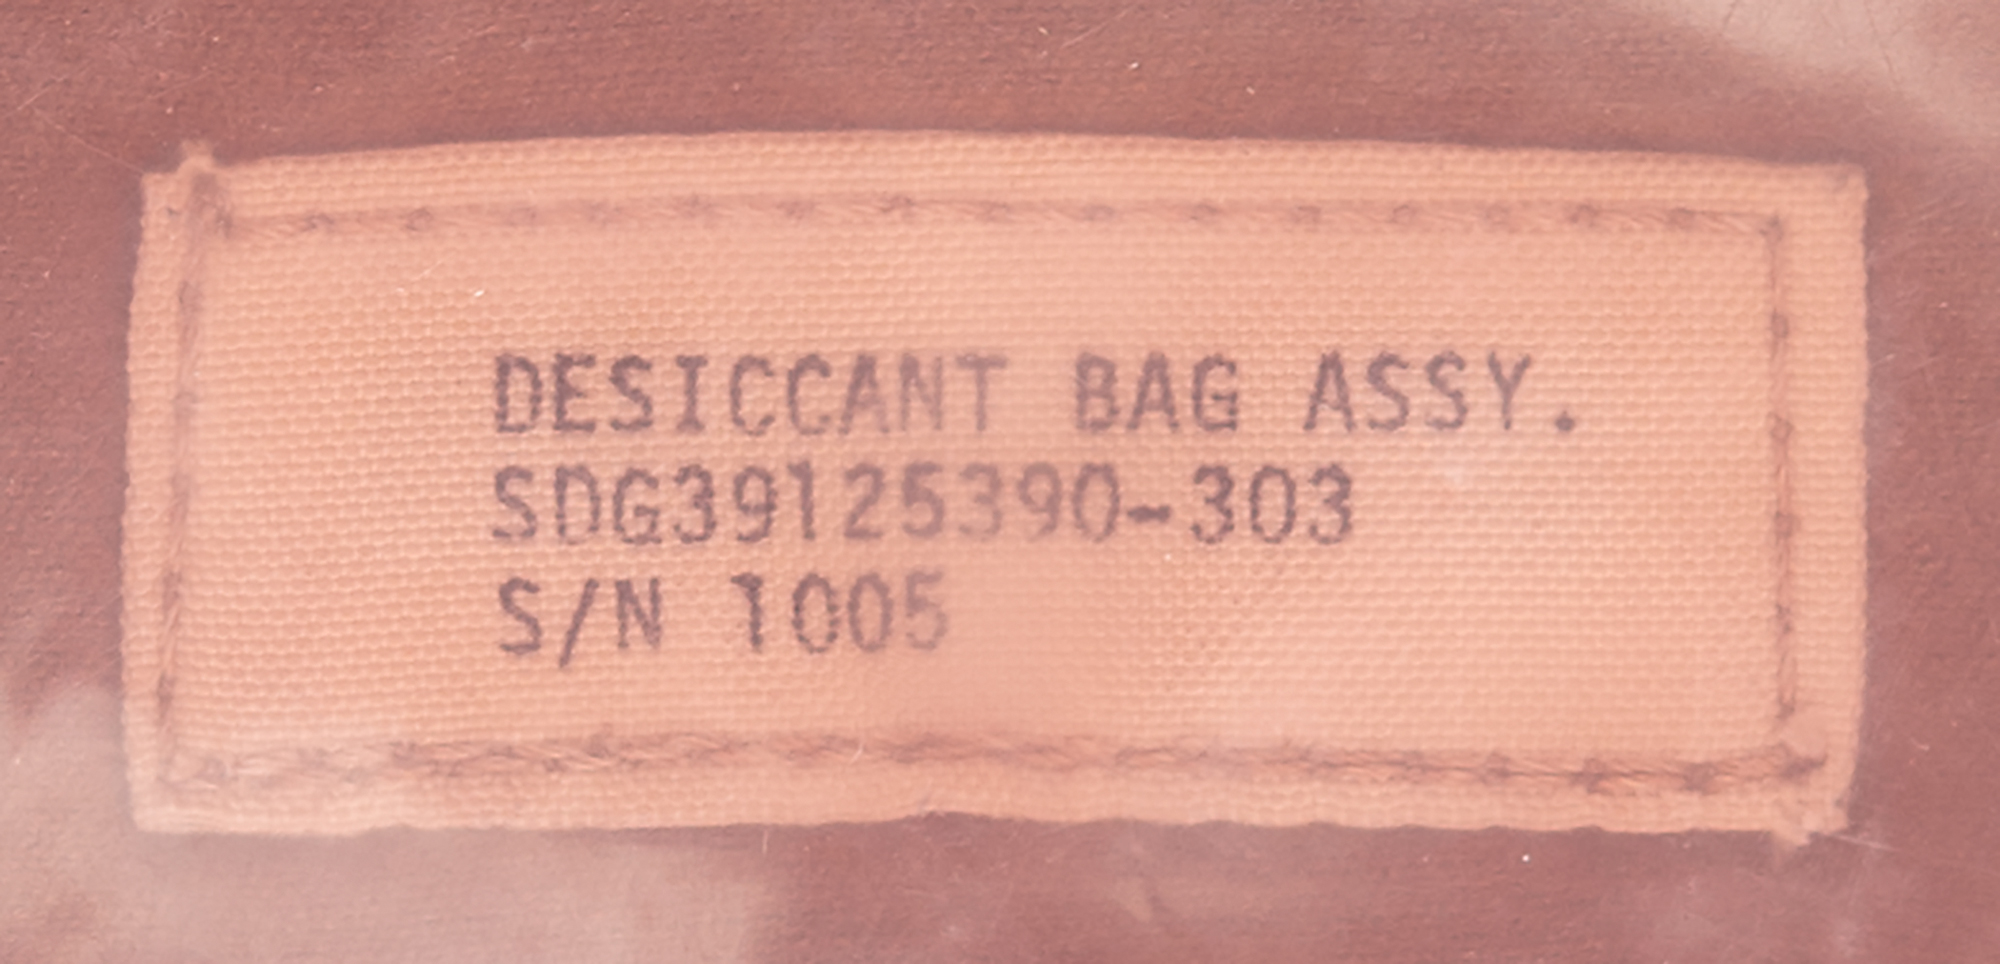 DESICCANT BAG ASSY.
SDG39125390-303
S/N 1005